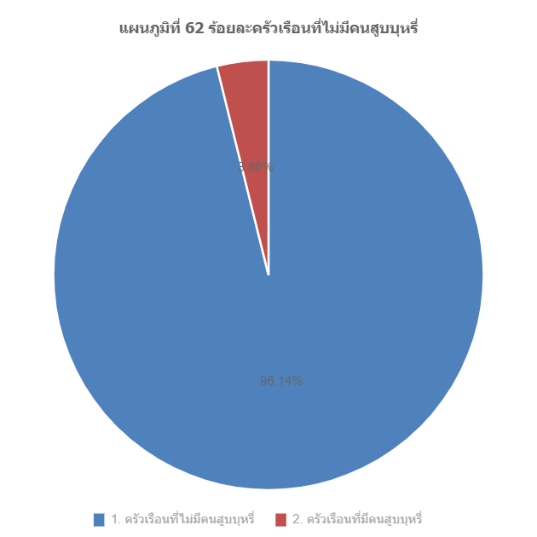 แผนภูมิที่ 62 ร้อยละครัวเรือนที่ไม่มีคนสูบบุหรี่
3.86%
96.14%
1. ครัวเรือนที่ไม่มีคนสูบบุหรี่ 2. ครัวเรือนที่มีคนสูบบุหรี่